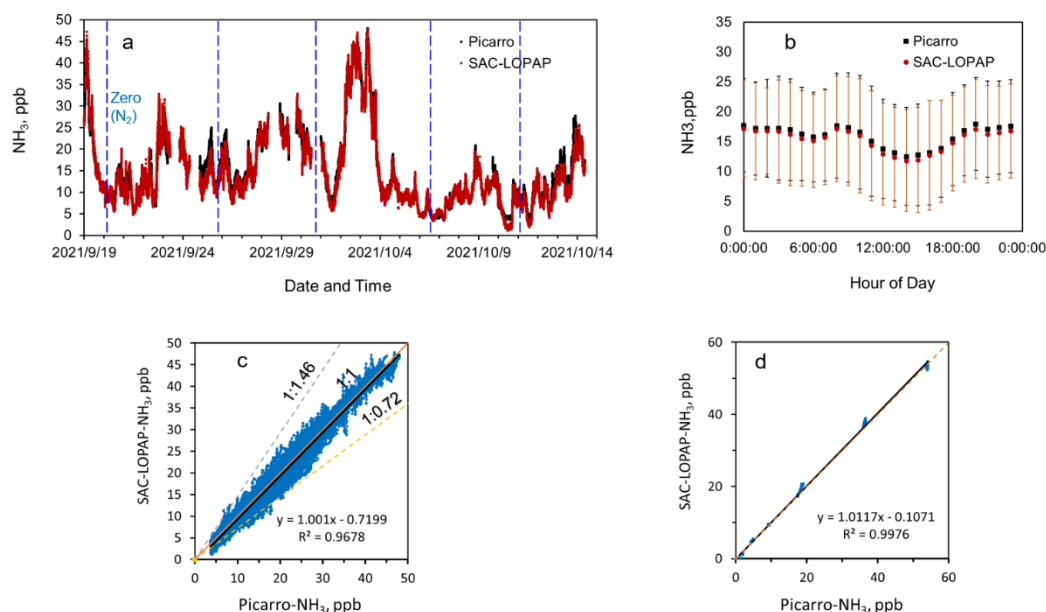 a
Picarro
SAC-LOPAP
Zero
(N₂)
NH₃, ppb
50
45
40
35
30
25
20
15
10
5
0
2021/9/19 2021/9/24 2021/9/29 2021/10/4 2021/10/9 2021/10/14
Date and Time
b
Picarro
SAC-LOPAP
NH3,ppb
35
30
25
20
15
10
5
0
0:00:00 6:00:00 12:00:00 18:00:00 0:00:00
Hour of Day
c
1:1.46
1:1
1:0.72
SAC-LOPAP-NH₃, ppb
50
45
40
35
30
25
20
15
10
5
0
y = 1.001x - 0.7199
R² = 0.9678
0 10 20 30 40 50
Picarro-NH₃, ppb
d
SAC-LOPAP-NH₃, ppb
60
40
20
0
y = 1.0117x - 0.1071
R² = 0.9976
0 20 40 60
Picarro-NH₃, ppb